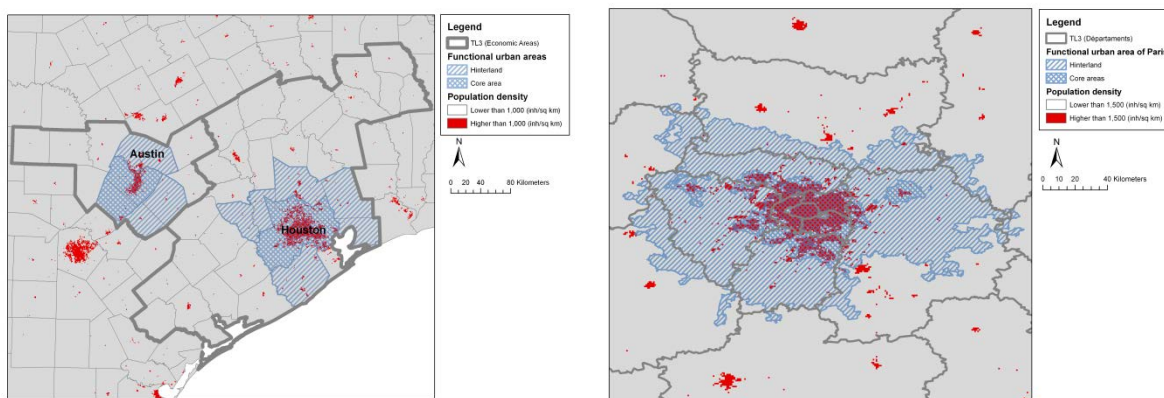 Legend
TL3 (Economic Areas)
Functional urban areas
Hinterland
Core area
Population density
Lower than 1,000 (inh/sq km)
Higher than 1,000 (inh/sq km)
N
0 20 40 80 Kilometers
Austin
Houston
Legend
TL3 (Départaments)
Functional urban area of Pari
Hinterland
Core areas
Population density
Lower than 1,500 (inh/sq km)
Higher than 1,500 (inh/sq km)
N
0 10 20 40 Kilometers